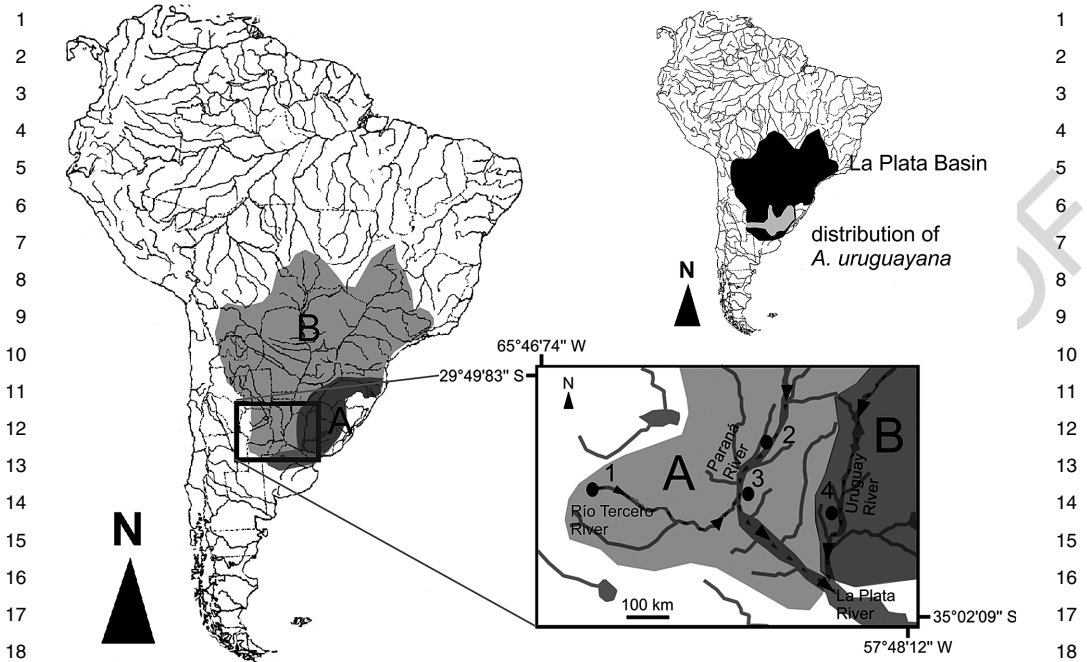 1
2
3
4
5
6
7
8
9
10
11
12
13
14
15
16
17
18
B
A
N
La Plata Basin
distribution of
A. uruguayana
N
65°46'74" W
29°49'83" S
N
A
B
Paraná
River
Uruguay
River
1
2
3
4
Río Tercero
River
La Plata
River
100 km
35°02'09" S
57°48'12" W
OF
1
2
3
4
5
6
7
8
9
10
11
12
13
14
15
16
17
18